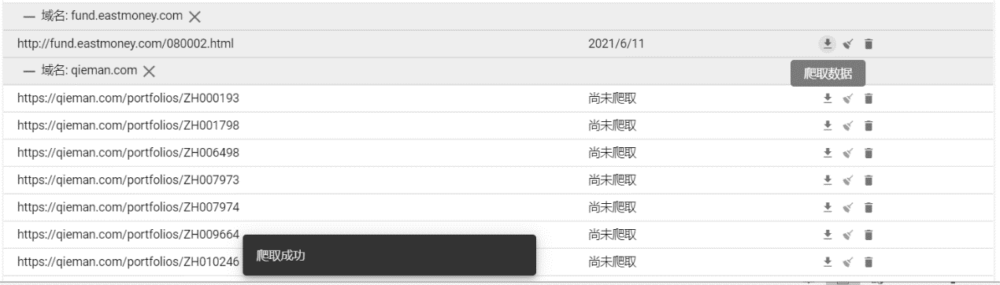 域名: fund.eastmoney.com
http://fund.eastmoney.com/080002.html 2021/6/11
域名: qieman.com
爬取数据
https://qieman.com/portfolios/ZH000193 尚未爬取
https://qieman.com/portfolios/ZH001798 尚未爬取
https://qieman.com/portfolios/ZH006498 尚未爬取
https://qieman.com/portfolios/ZH007973 尚未爬取
https://qieman.com/portfolios/ZH007974 尚未爬取
https://qieman.com/portfolios/ZH009664 尚未爬取
爬取成功
https://qieman.com/portfolios/ZH010246 尚未爬取